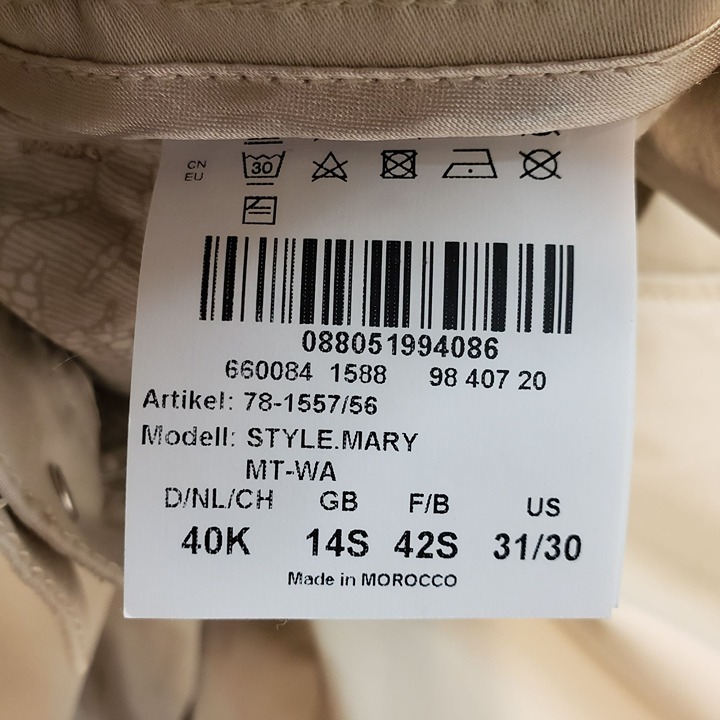 CN
EU
30
088051994086
660084 1588 98 407 20
Artikel: 78-1557/56
Modell: STYLE.MARY
MT-WA
D/NL/CH GB F/B US
40K 14S 42S 31/30
Made in MOROCCO